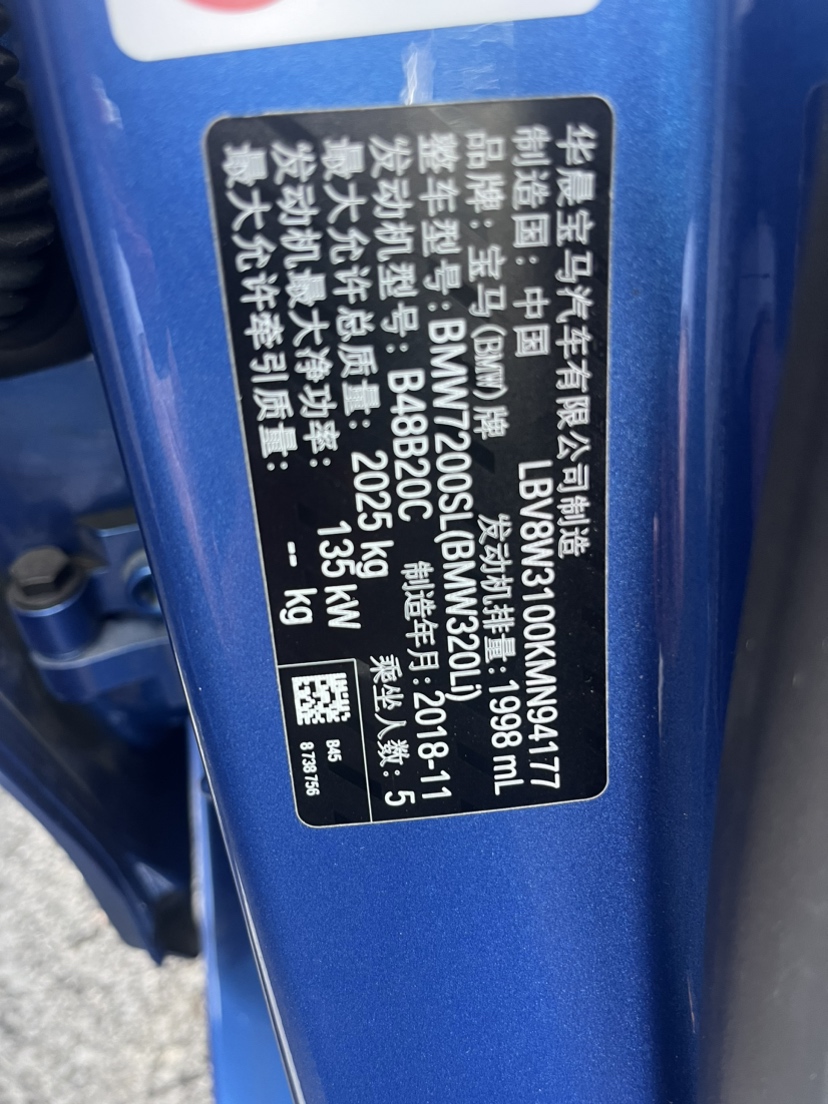 华晨宝马汽车有限公司制造
制造国：中国 LBV8W3100KMN94177
品牌：宝马(BMW)牌 发动机排量：1998 mL
整车型号：BMW7200SL(BMW320Li)
发动机型号：B48B20C 制造年月：2018-11
最大允许总质量：2025 kg 乘坐人数：5
发动机最大净功率：135 kW
最大允许牵引质量：-- kg
B45
8 738 756